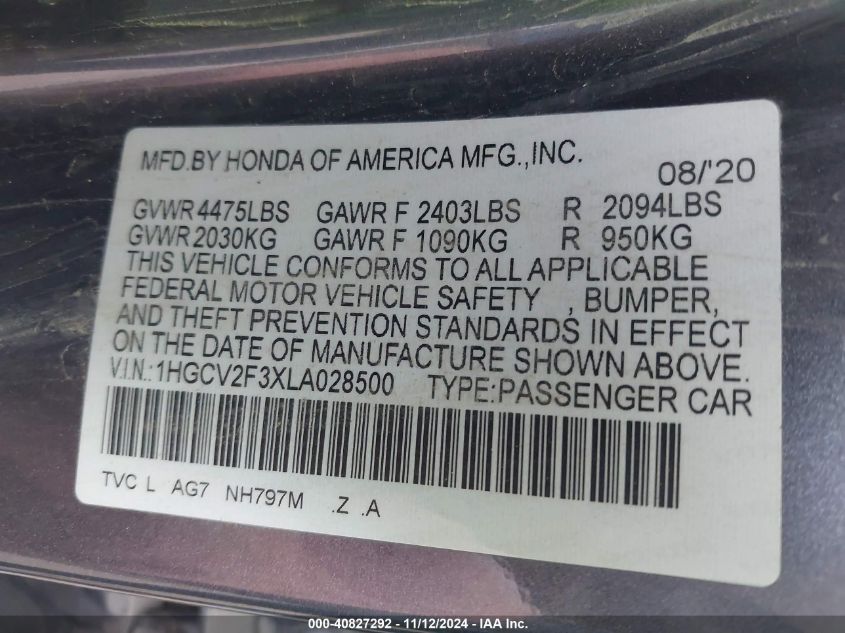 MFD.BY HONDA OF AMERICA MFG.,INC. 08/'20
GVWR 4475LBS GAWR F 2403LBS R 2094LBS
GVWR 2030KG GAWR F 1090KG R 950KG
THIS VEHICLE CONFORMS TO ALL APPLICABLE
FEDERAL MOTOR VEHICLE SAFETY , BUMPER,
AND THEFT PREVENTION STANDARDS IN EFFECT
ON THE DATE OF MANUFACTURE SHOWN ABOVE.
V.I.N.:1HGCV2F3XLA028500 TYPE:PASSENGER CAR
TVC L AG7 NH797M .Z .A
000-40827292 - 11/12/2024 - IAA Inc.